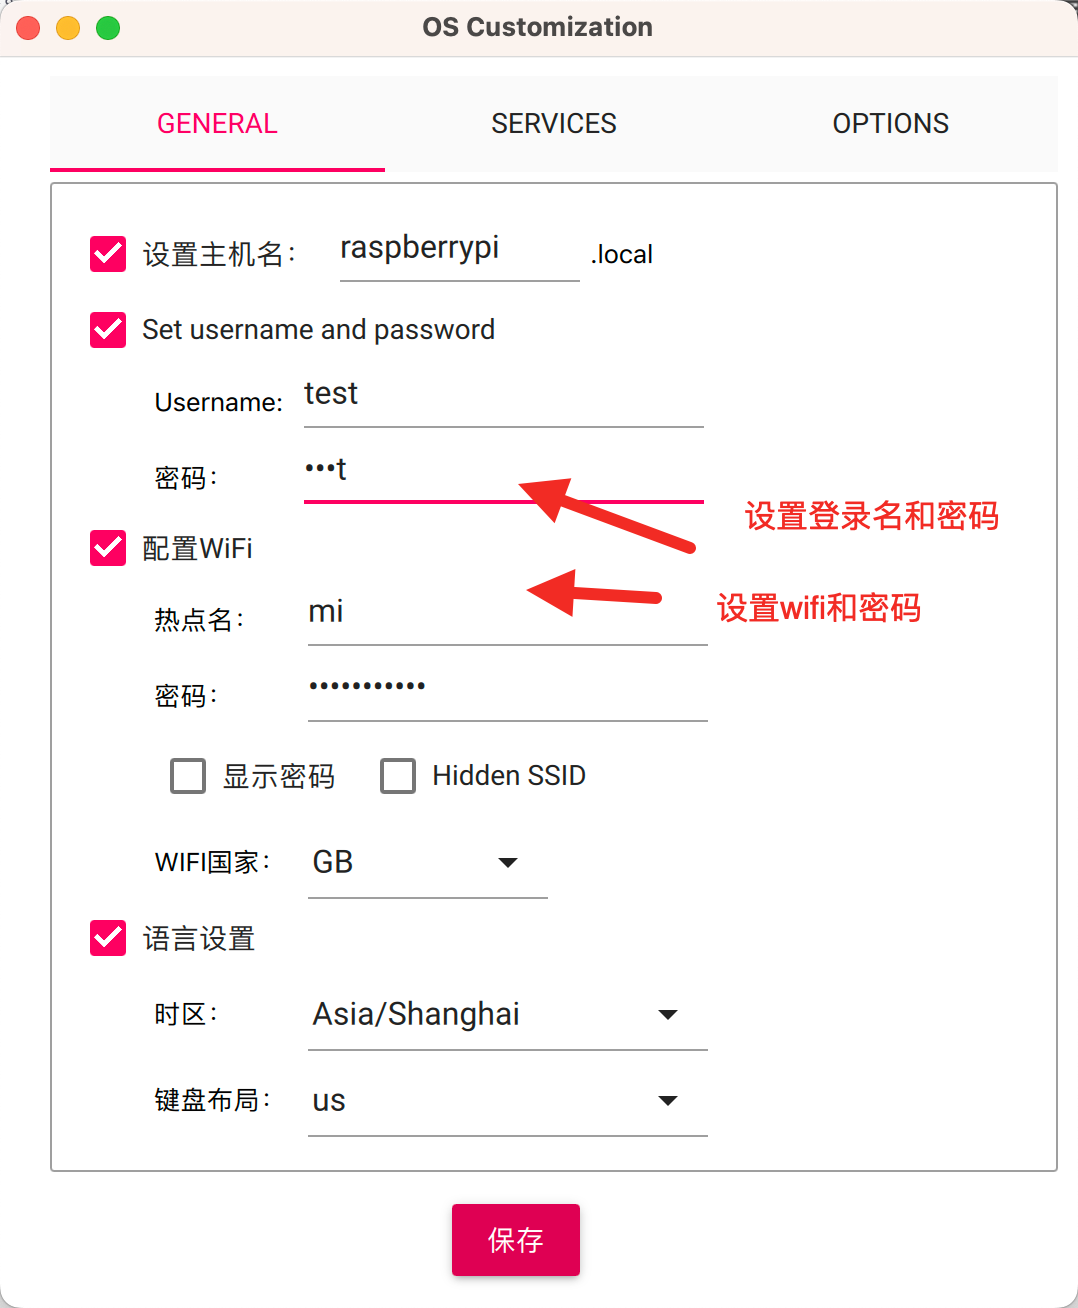 OS Customization
GENERAL SERVICES OPTIONS
设置主机名： raspberrypi .local
Set username and password
Username: test
密码： •••t
设置登录名和密码
配置WiFi
热点名： mi
设置wifi和密码
密码： •••••••••••
显示密码 Hidden SSID
WIFI国家： GB
语言设置
时区： Asia/Shanghai
键盘布局： us
保存